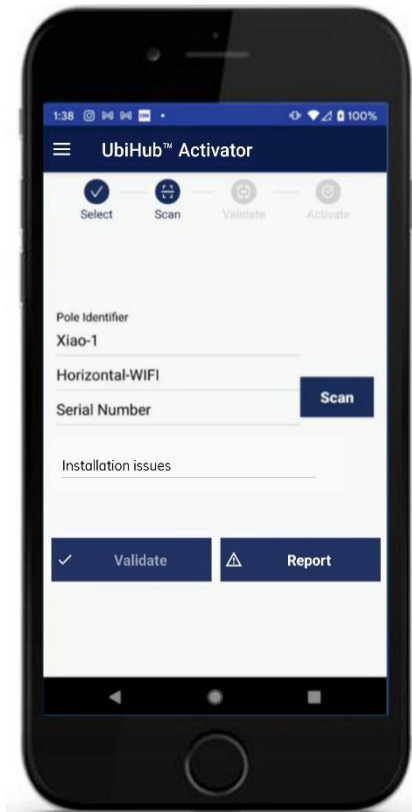 1:38 100%
UbiHub™ Activator
Select Scan Validate Activate
Pole Identifier
Xiao-1
Horizontal-WIFI
Serial Number
Scan
Installation issues
Validate Report